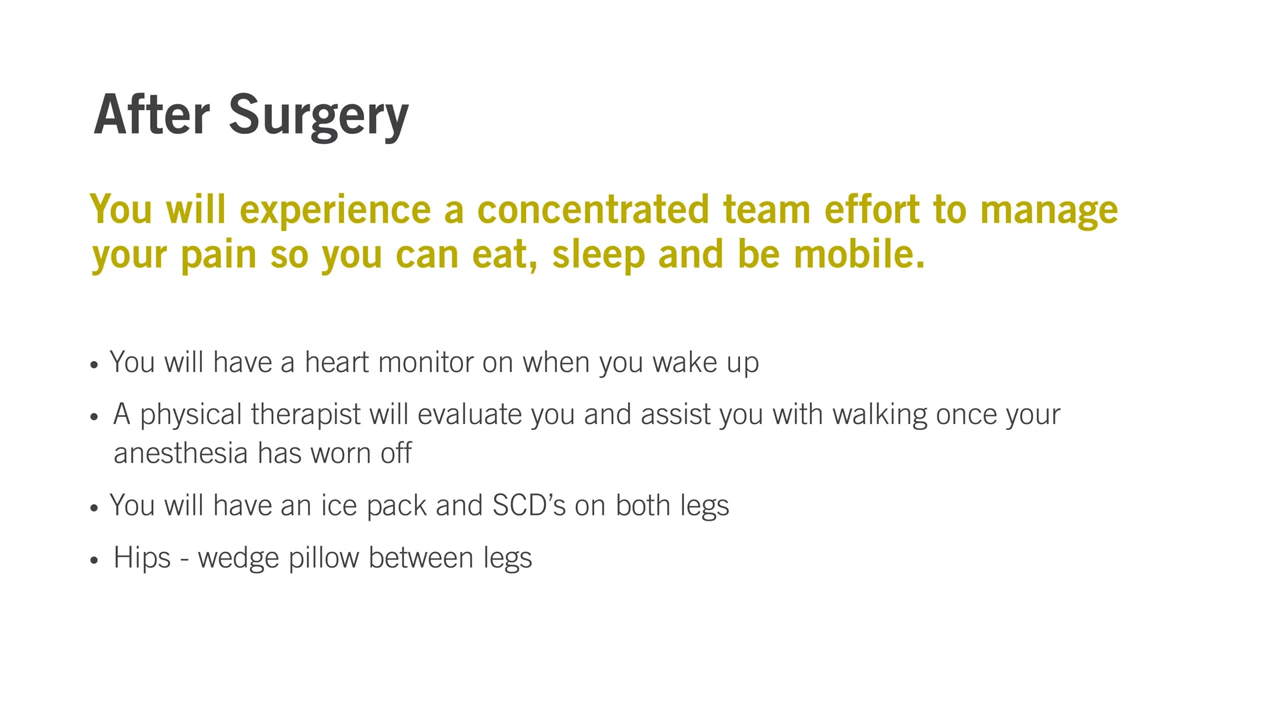 After Surgery
You will experience a concentrated team effort to manage
your pain so you can eat, sleep and be mobile.
• You will have a heart monitor on when you wake up
• A physical therapist will evaluate you and assist you with walking once your
anesthesia has worn off
• You will have an ice pack and SCD’s on both legs
• Hips - wedge pillow between legs